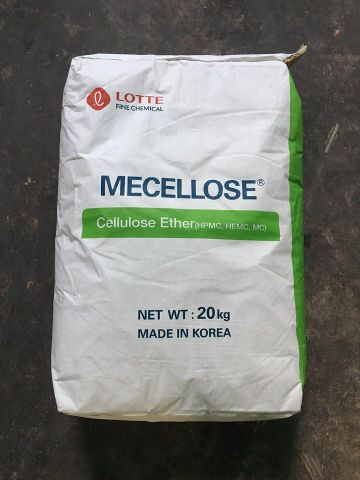 LOTTE
FINE CHEMICAL
MECELLOSE®
Cellulose Ether(HPMC, HEMC, MC)
NET WT : 20kg
MADE IN KOREA